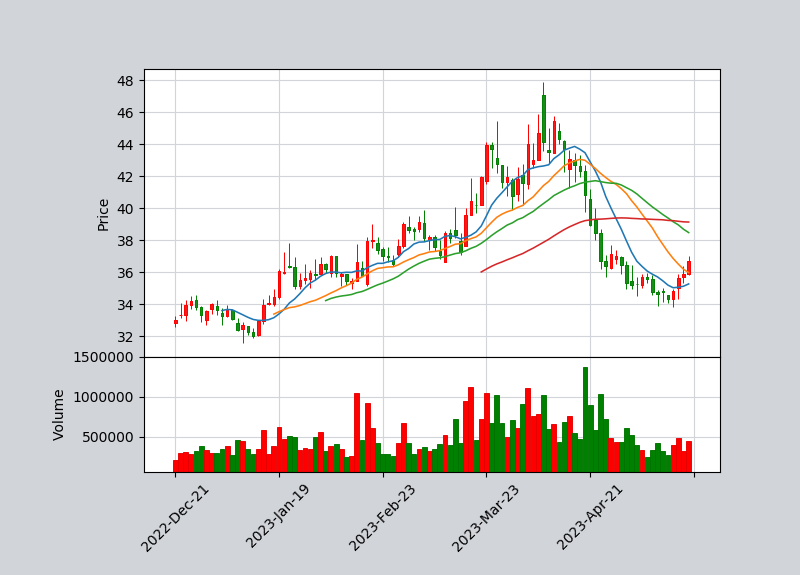 48
46
44
42
40
38
36
34
32
Price
1500000
1000000
500000
Volume
2022-Dec-21
2023-Jan-19
2023-Feb-23
2023-Mar-23
2023-Apr-21